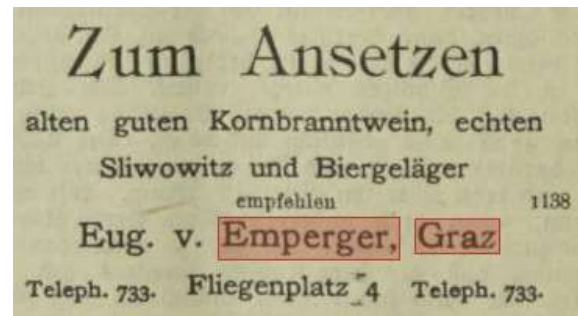 Zum Ansetzen
alten guten Kornbranntwein, echten
Sliwowitz und Biergeläger
empfehlen 1138
Eug. v. Emperger, Graz
Teleph. 733. Fliegenplatz 4 Teleph. 733.